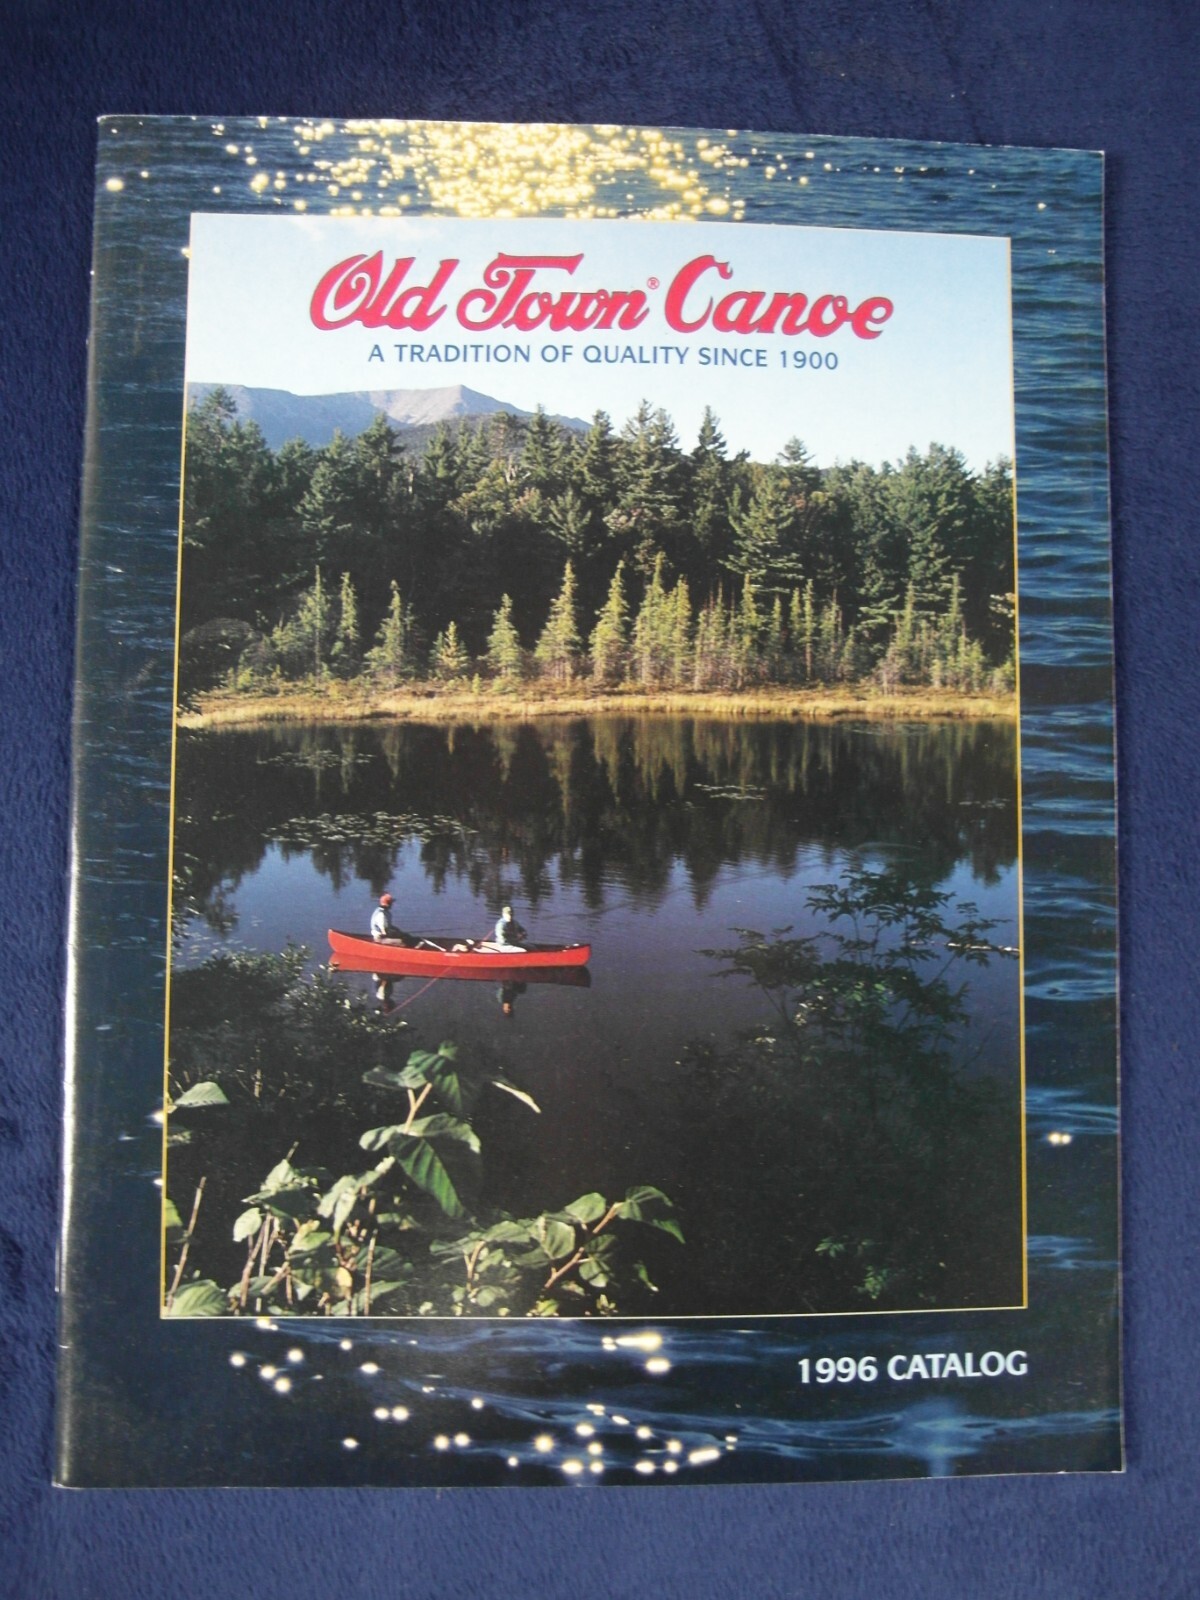 Old Town® Canoe
A TRADITION OF QUALITY SINCE 1900
1996 CATALOG